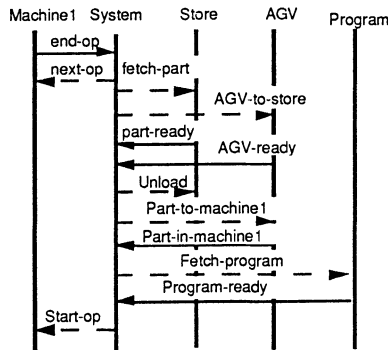 Machine1 System Store AGV Program
end-op
next-op
fetch-part
AGV-to-store
part-ready
AGV-ready
Unload
Part-to-machine1
Part-in-machine1
Fetch-program
Program-ready
Start-op